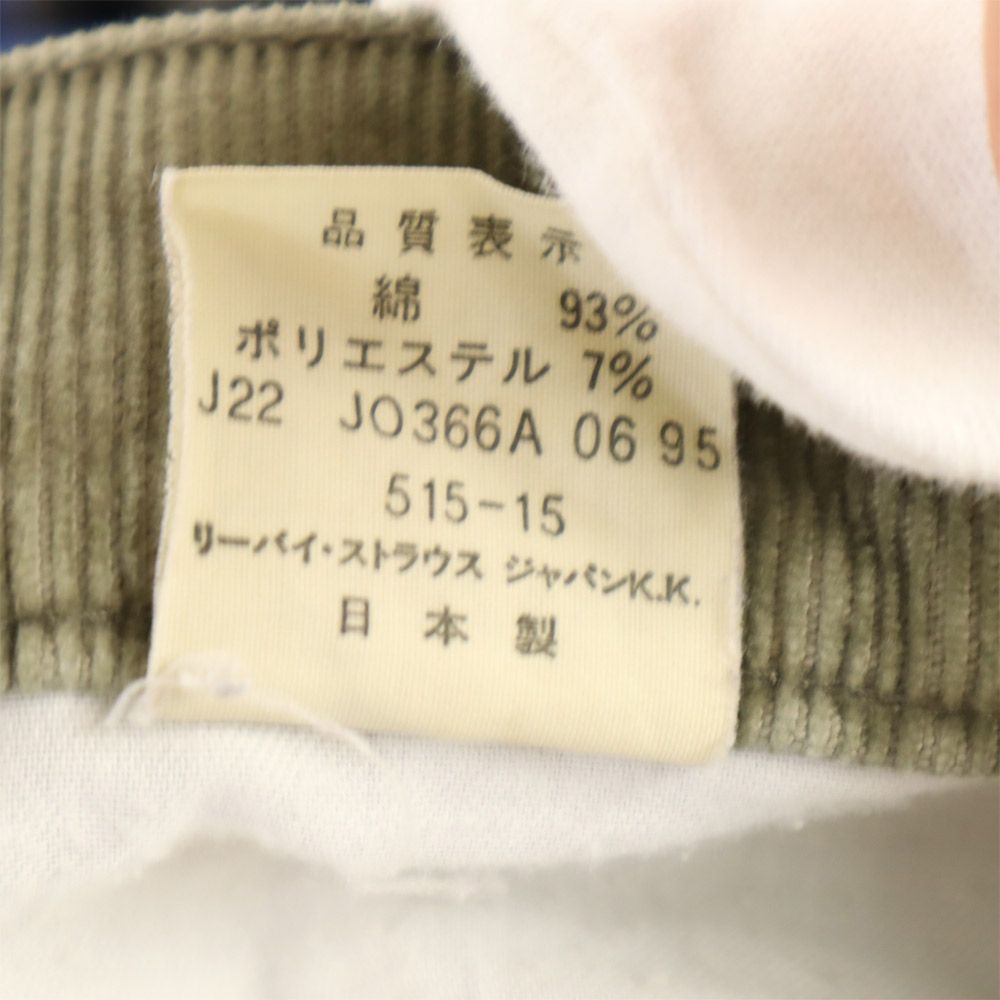 品質表示
綿 93%
ポリエステル 7%
J22 JO366A 06 95
515-15
リーバイ・ストラウス ジャパンK.K.
日本製